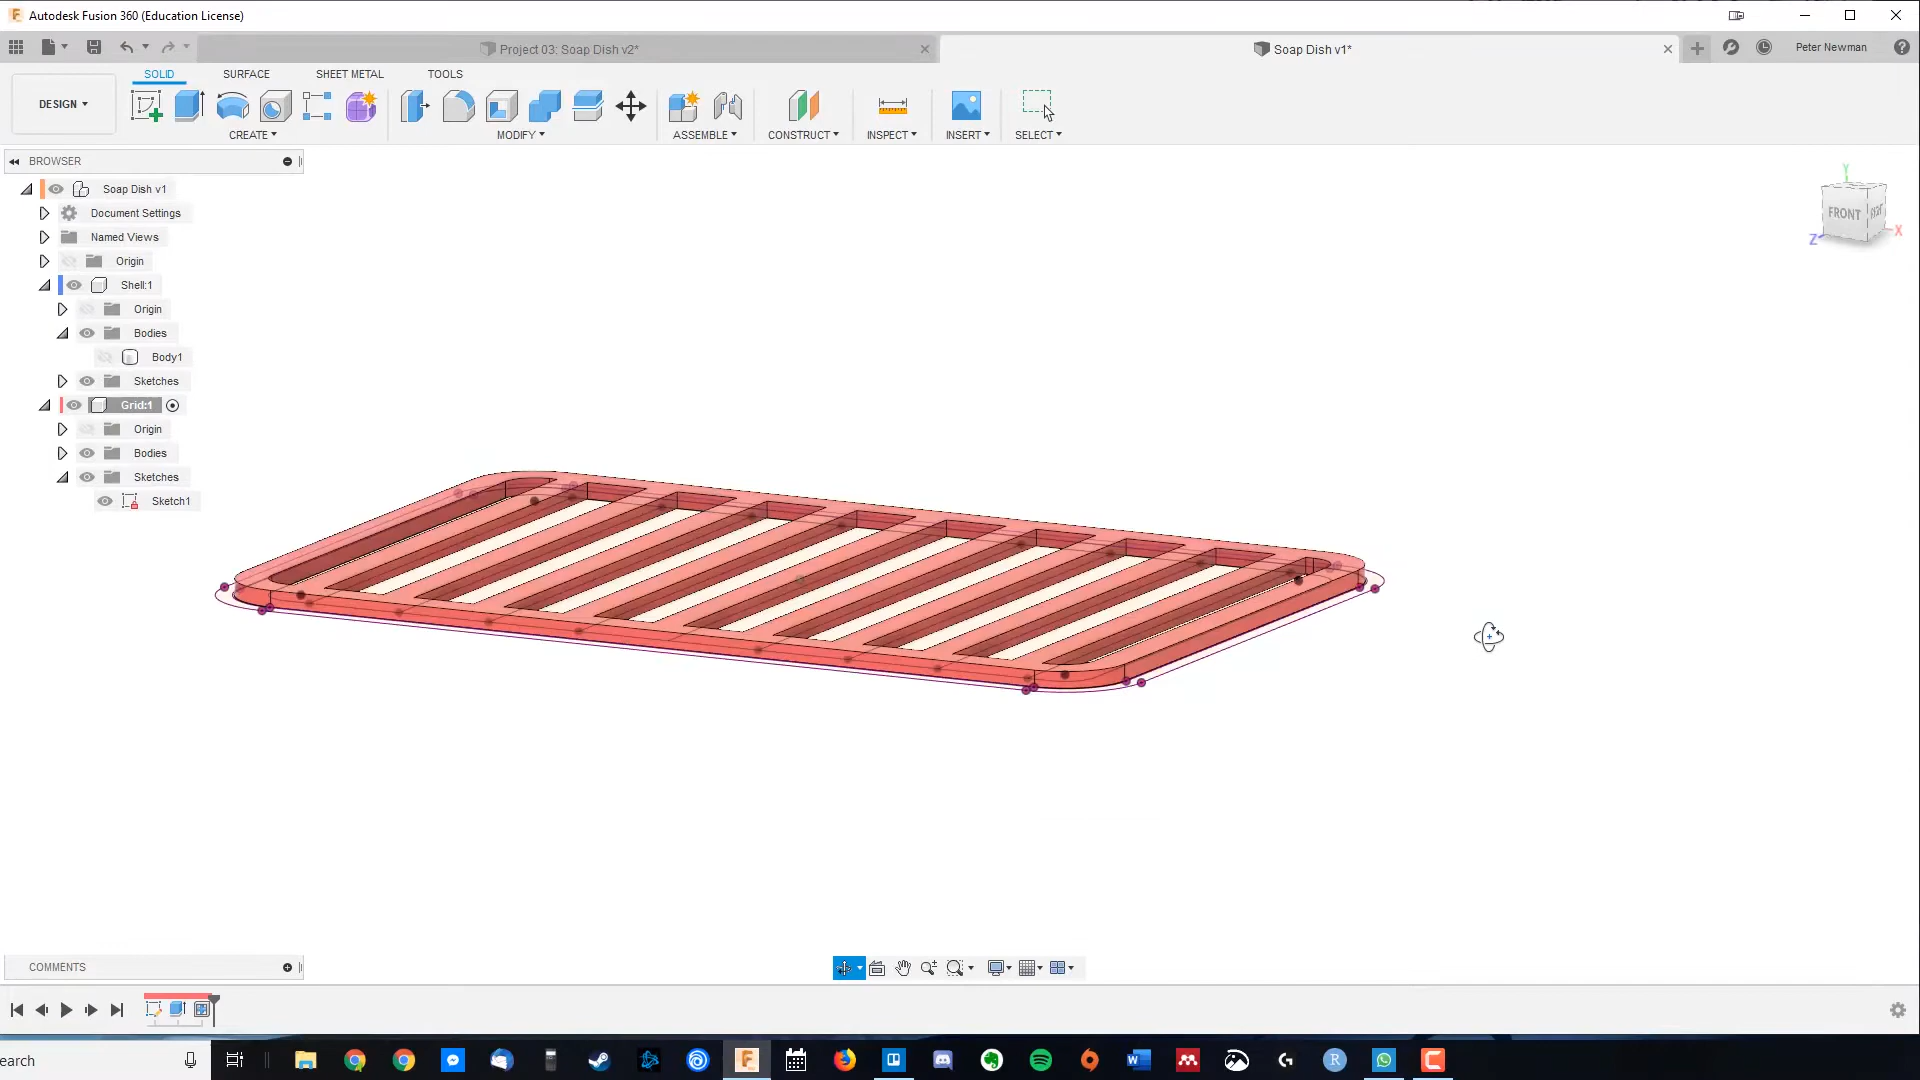 Autodesk Fusion 360 (Education License)
Project 03: Soap Dish v2*
Soap Dish v1*
Peter Newman
SOLID
SURFACE
SHEET METAL
TOOLS
DESIGN
CREATE
MODIFY
ASSEMBLE
CONSTRUCT
INSPECT
INSERT
SELECT
BROWSER
Soap Dish v1
Document Settings
Named Views
Origin
Shell:1
Origin
Bodies
Body1
Sketches
Grid:1
Origin
Bodies
Sketches
Sketch1
Y
FRONT
X
Z
COMMENTS
earch